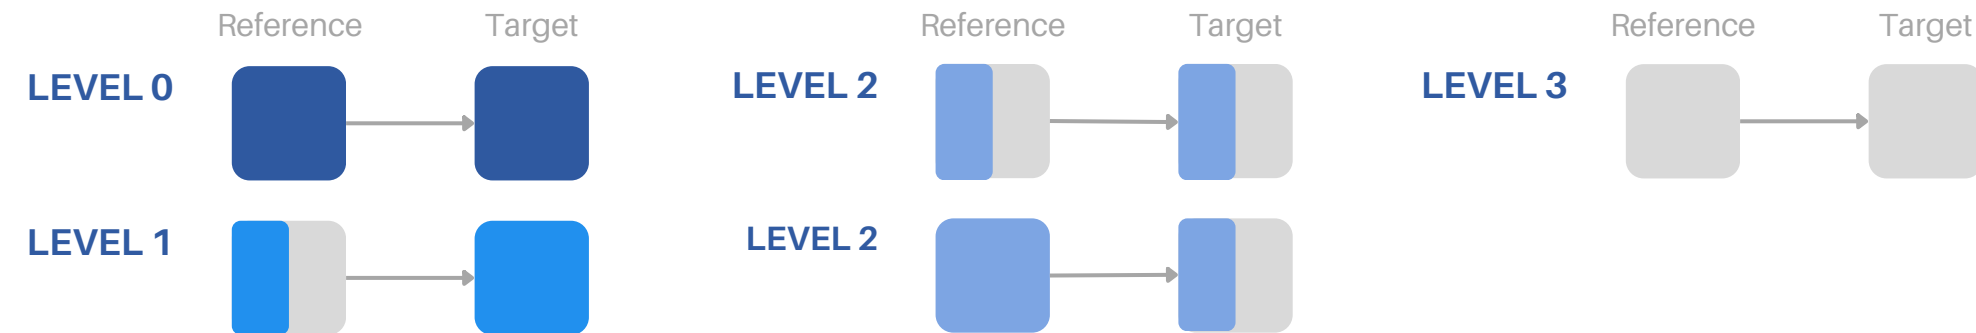 Reference Target
LEVEL 0
LEVEL 1
Reference Target
LEVEL 2
LEVEL 2
Reference Target
LEVEL 3